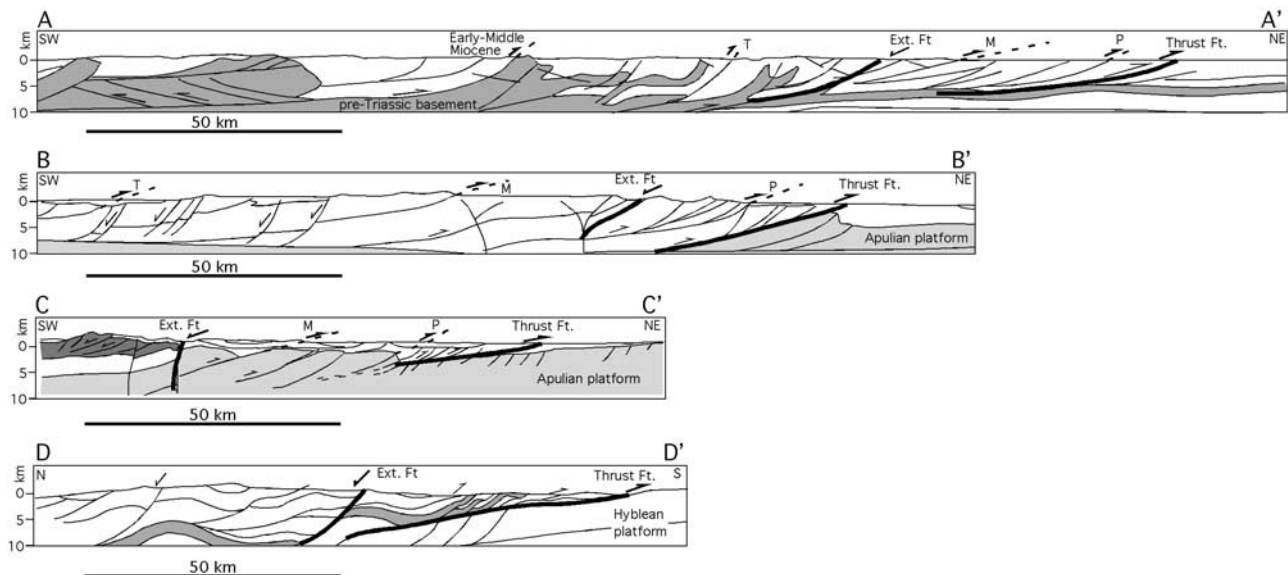 A A'
km SW Early-Middle Miocene T Ext. Ft M P Thrust Ft. NE
0
5
pre-Triassic basement
10
50 km
B B'
km SW T M Ext. Ft P Thrust Ft. NE
0
5
Apulian platform
10
50 km
C C'
km SW Ext. Ft M P Thrust Ft. NE
0
5
Apulian platform
10
50 km
D D'
km N Ext. Ft Thrust Ft. S
0
5
Hyblean platform
10
50 km